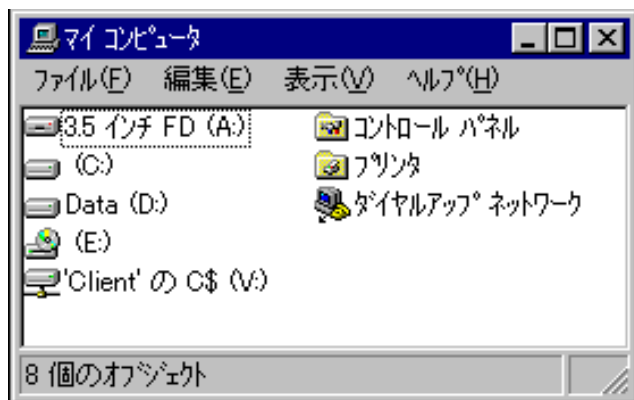 マイ コンピュータ
ファイル(F) 編集(E) 表示(V) ヘルプ(H)
3.5 インチ FD (A:)
(C:)
Data (D:)
(E:)
'Client' の C$ (V:)
コントロール パネル
プリンタ
ダイヤルアップ ネットワーク
8 個のオブジェクト